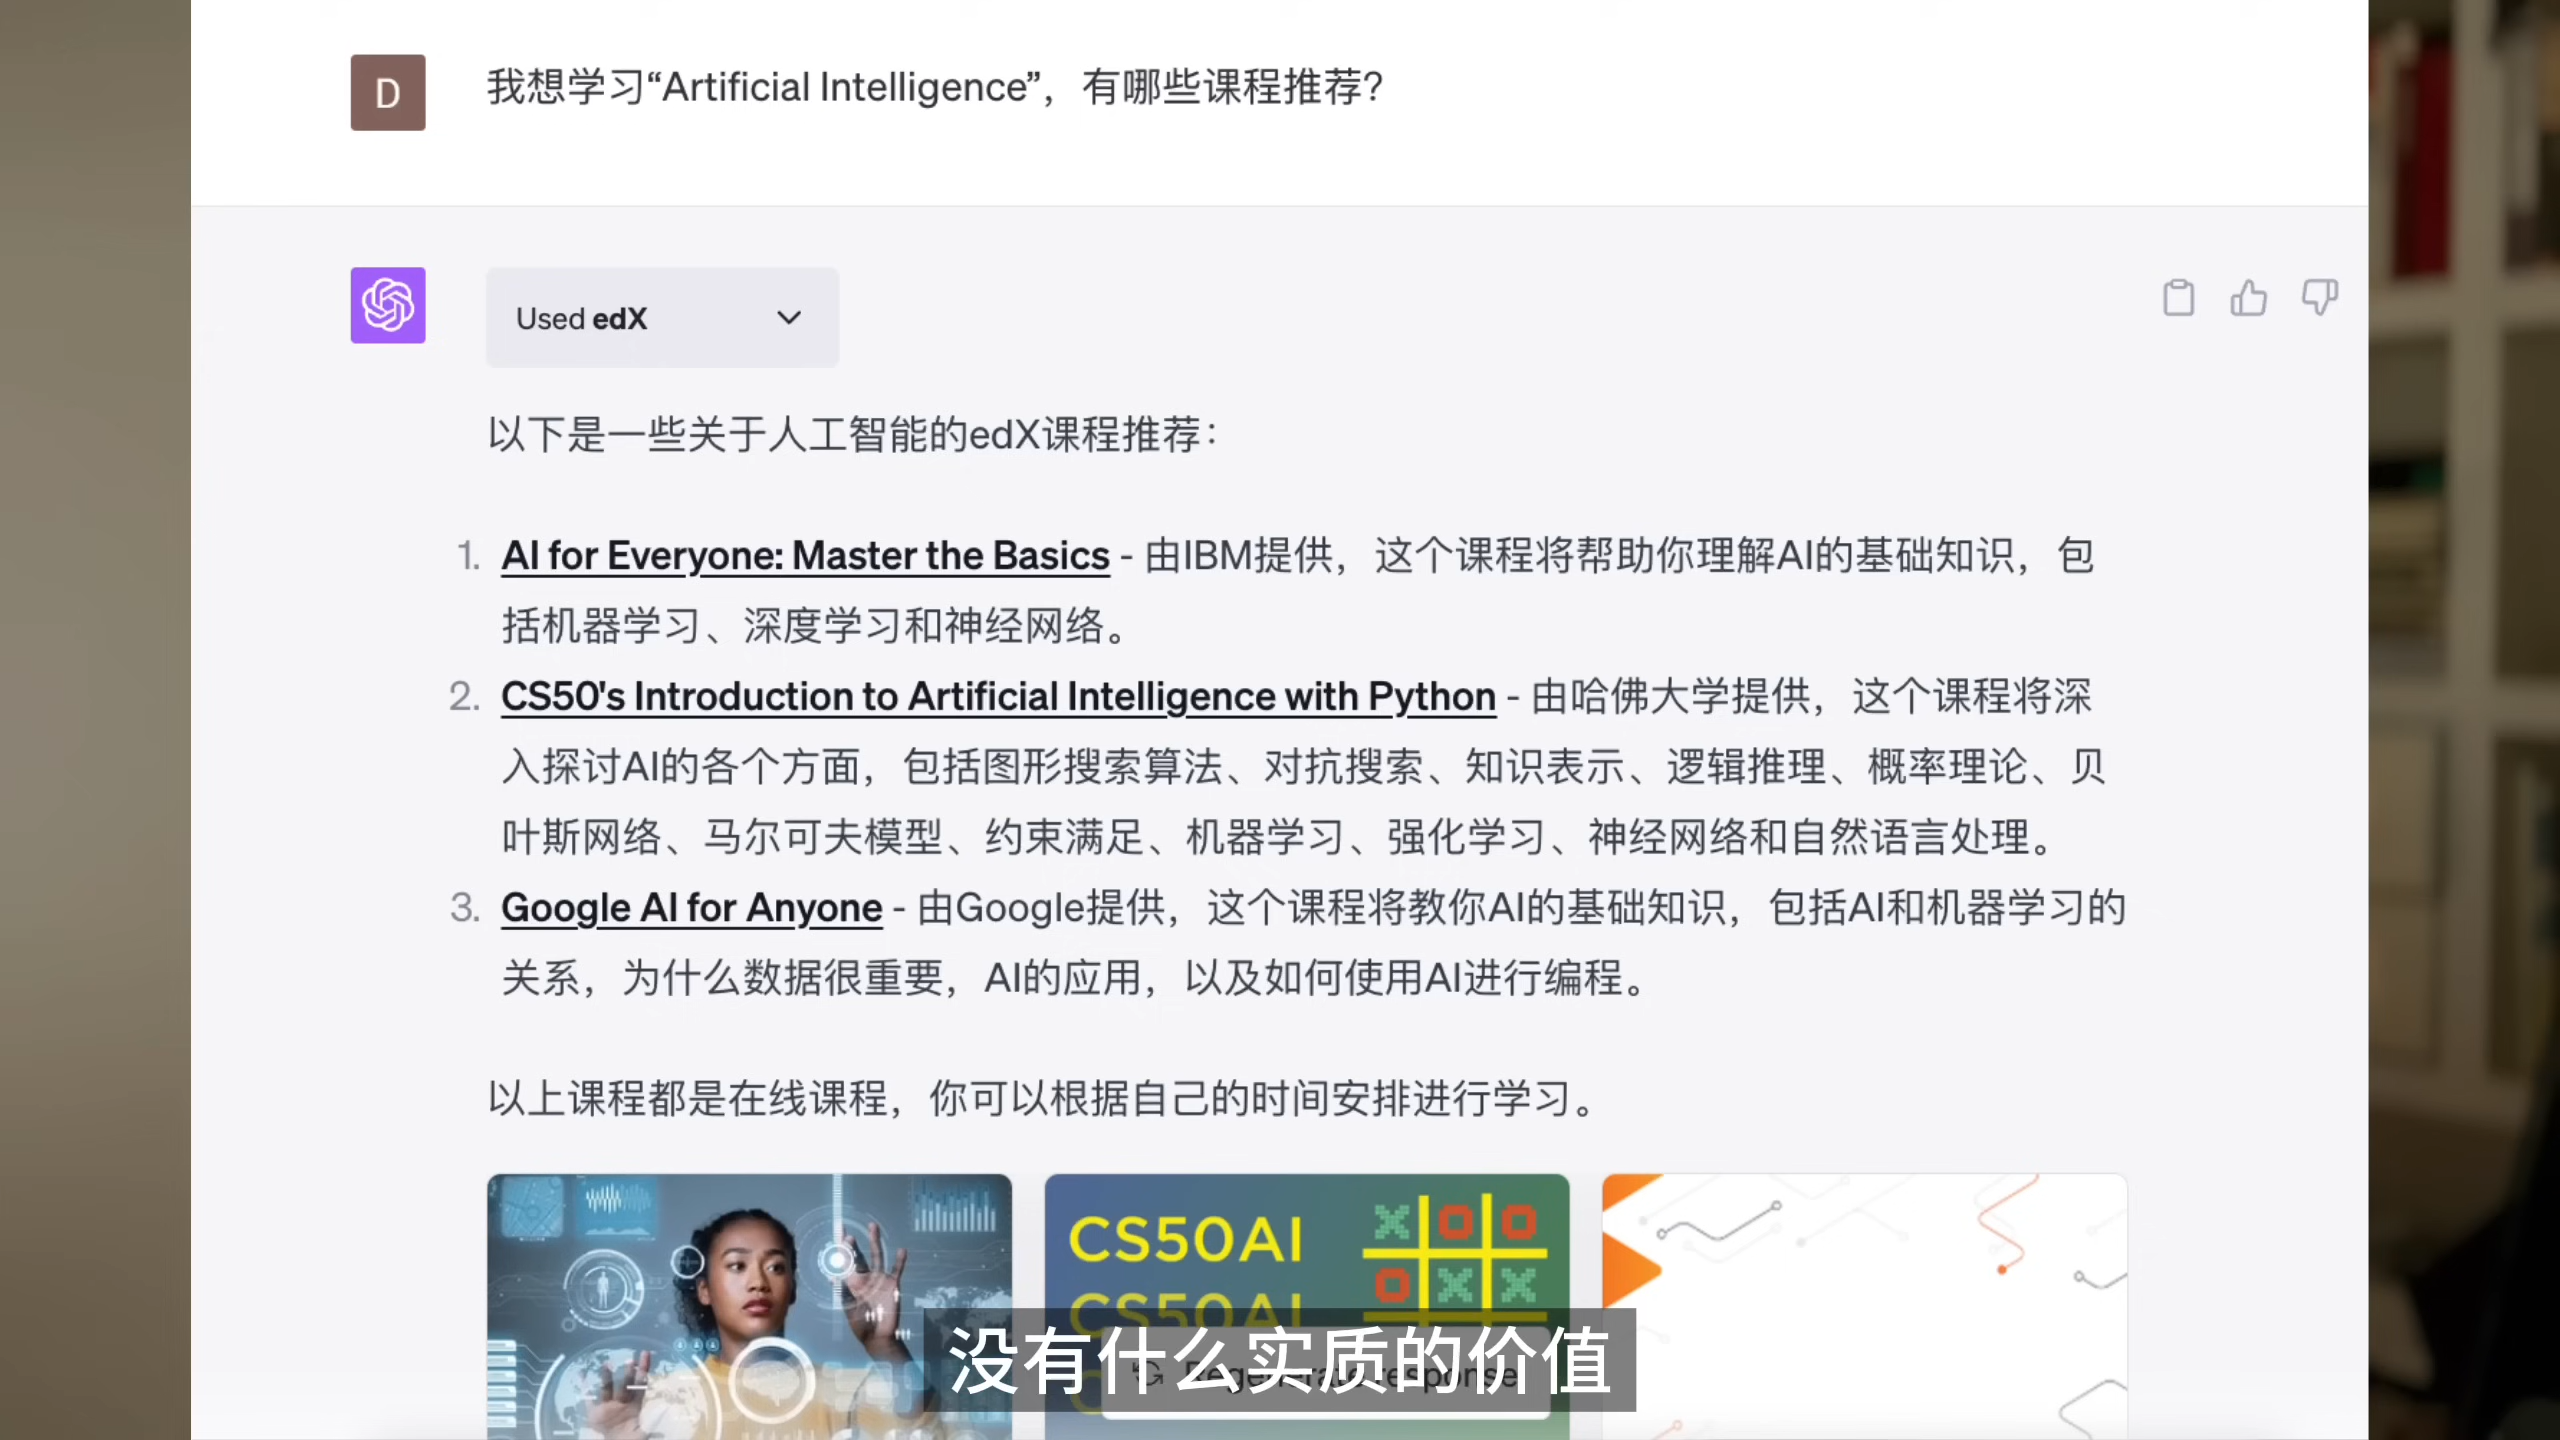 D
我想学习“Artificial Intelligence”，有哪些课程推荐？
Used edX
以下是一些关于人工智能的edX课程推荐：
1. AI for Everyone: Master the Basics - 由IBM提供，这个课程将帮助你理解AI的基础知识，包
括机器学习、深度学习和神经网络。
2. CS50's Introduction to Artificial Intelligence with Python - 由哈佛大学提供，这个课程将深
入探讨AI的各个方面，包括图形搜索算法、对抗搜索、知识表示、逻辑推理、概率理论、贝
叶斯网络、马尔可夫模型、约束满足、机器学习、强化学习、神经网络和自然语言处理。
3. Google AI for Anyone - 由Google提供，这个课程将教你AI的基础知识，包括AI和机器学习的
关系，为什么数据很重要，AI的应用，以及如何使用AI进行编程。
以上课程都是在线课程，你可以根据自己的时间安排进行学习。
CS50AI
CS50AI
Regenerate response
没有什么实质的价值